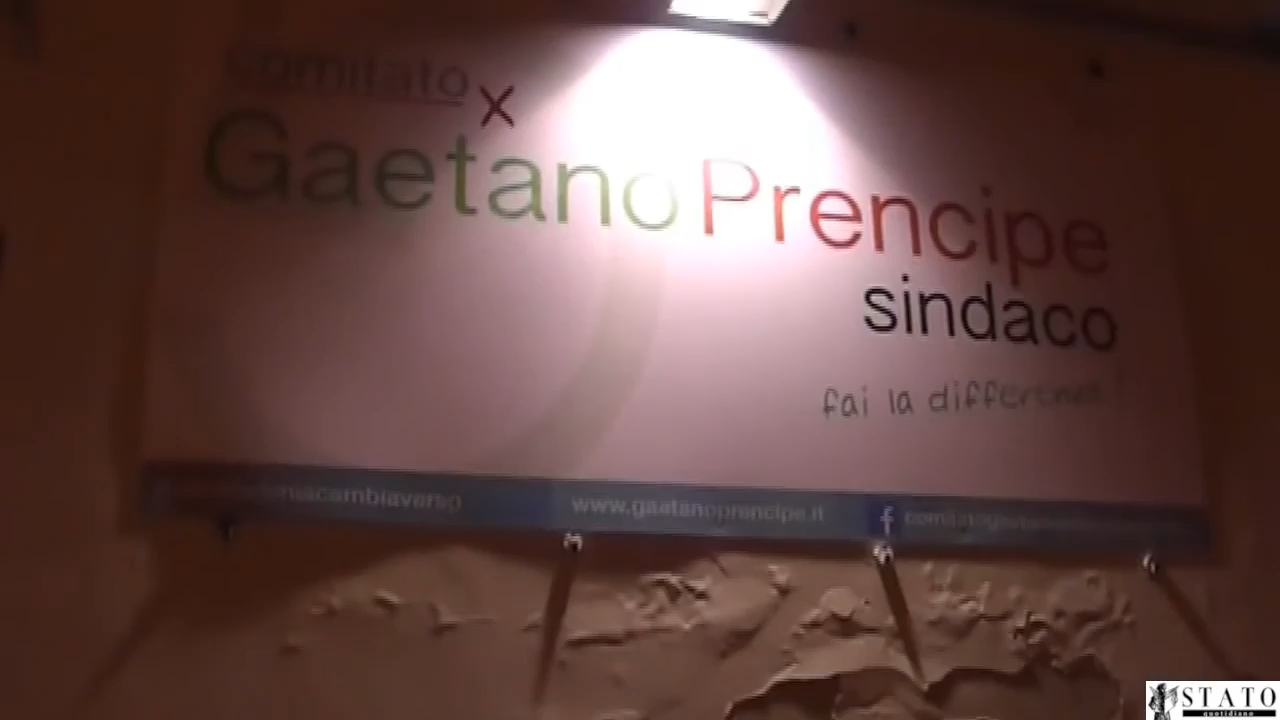 Comitato x
Gaetano Prencipe
sindaco
fai la differenza!
www.gaetanoprencipe.it
STATO
quotidiano